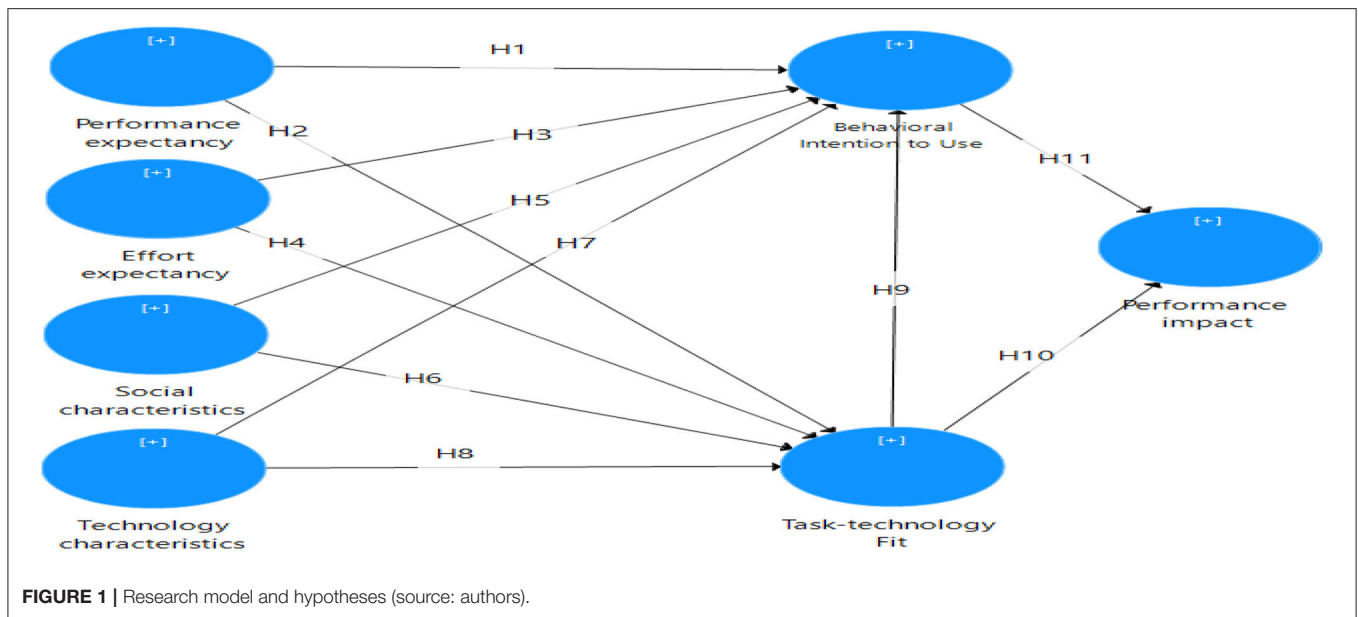 [+]
H1
[+]
Performance
expectancy
H2
H3
Behavioral
Intention to Use
H11
[+]
H5
H7
[+]
Effort
expectancy
H4
H9
Performance
impact
[+]
H6
H10
Social
characteristics
[+]
H8
[+]
Technology
characteristics
Task-technology
Fit
FIGURE 1 | Research model and hypotheses (source: authors).